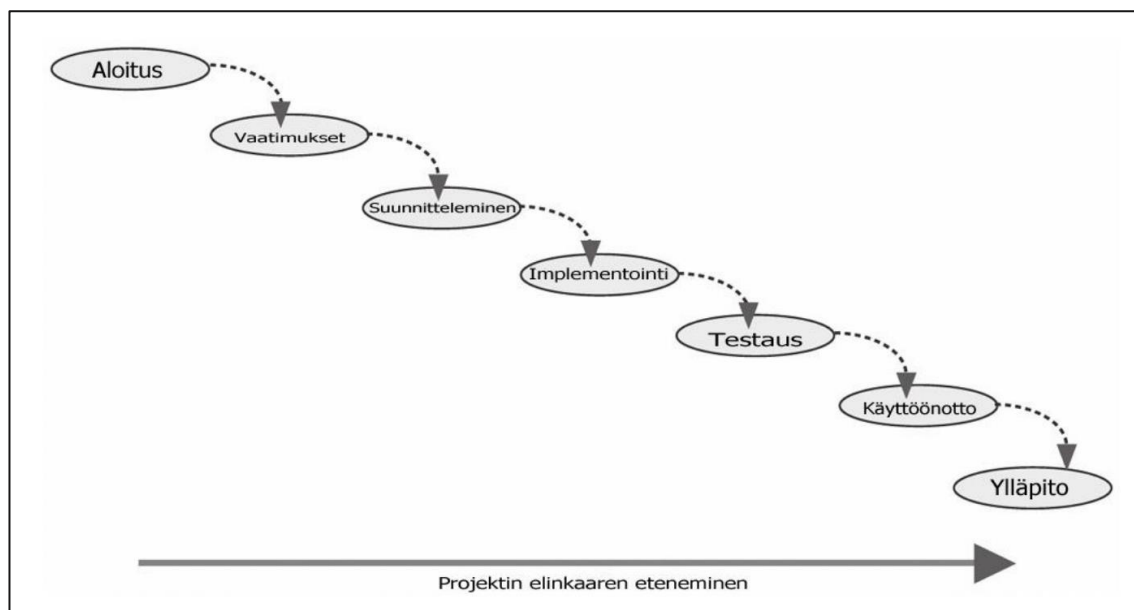 Aloitus
Vaatimukset
Suunnitteleminen
Implementointi
Testaus
Käyttöönotto
Ylläpito
Projektin elinkaaren eteneminen